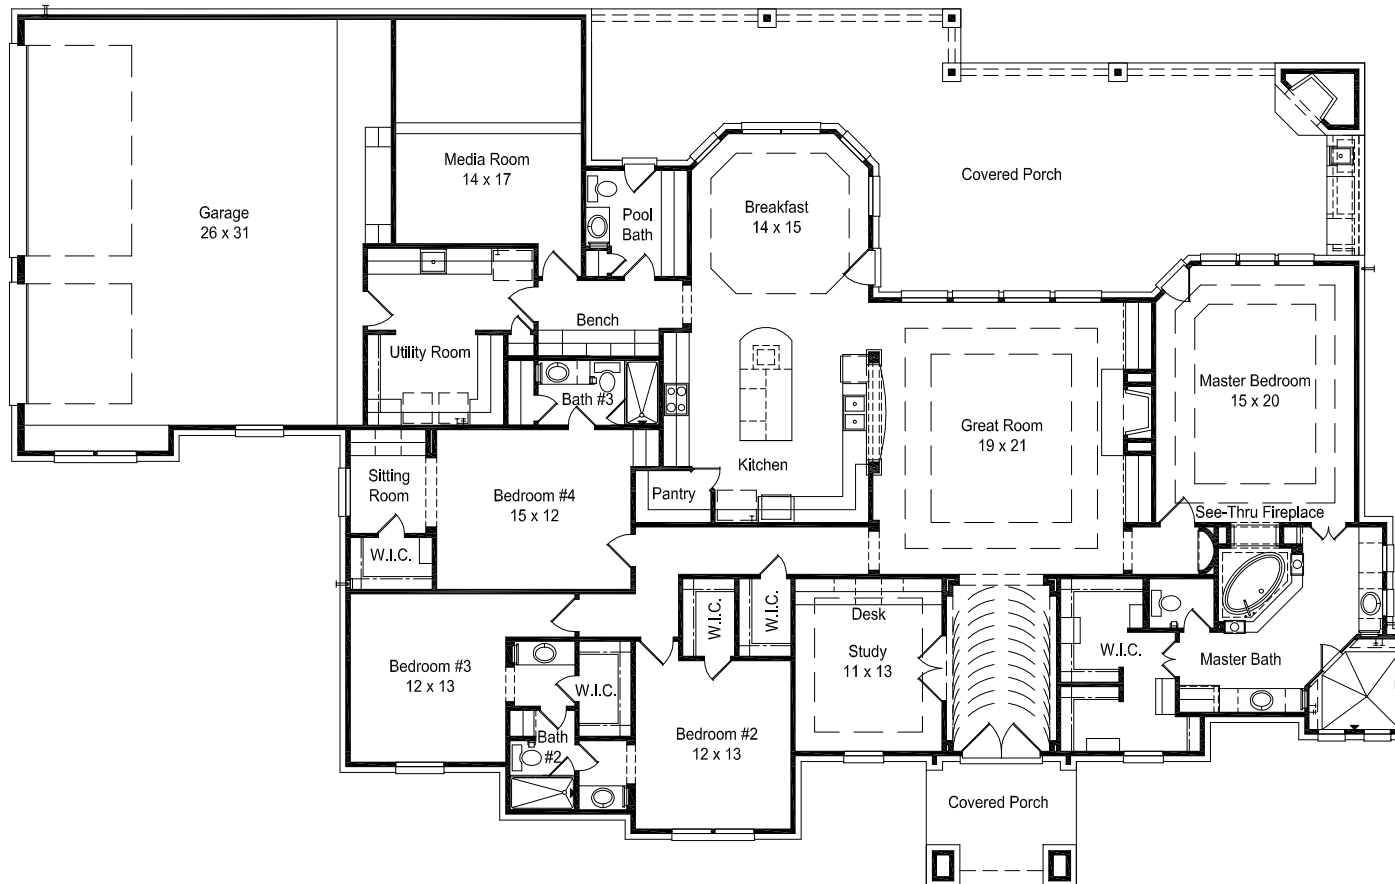 Media Room
14 x 17
Covered Porch
Garage
26 x 31
Pool
Bath
Breakfast
14 x 15
Bench
Utility Room
Bath #3
Master Bedroom
15 x 20
Great Room
19 x 21
Kitchen
Sitting
Room
Bedroom #4
15 x 12
Pantry
See-Thru Fireplace
W.I.C.
W.I.C.
W.I.C.
Desk
Study
11 x 13
W.I.C.
Master Bath
Bedroom #3
12 x 13
W.I.C.
Bath
#2
Bedroom #2
12 x 13
Covered Porch